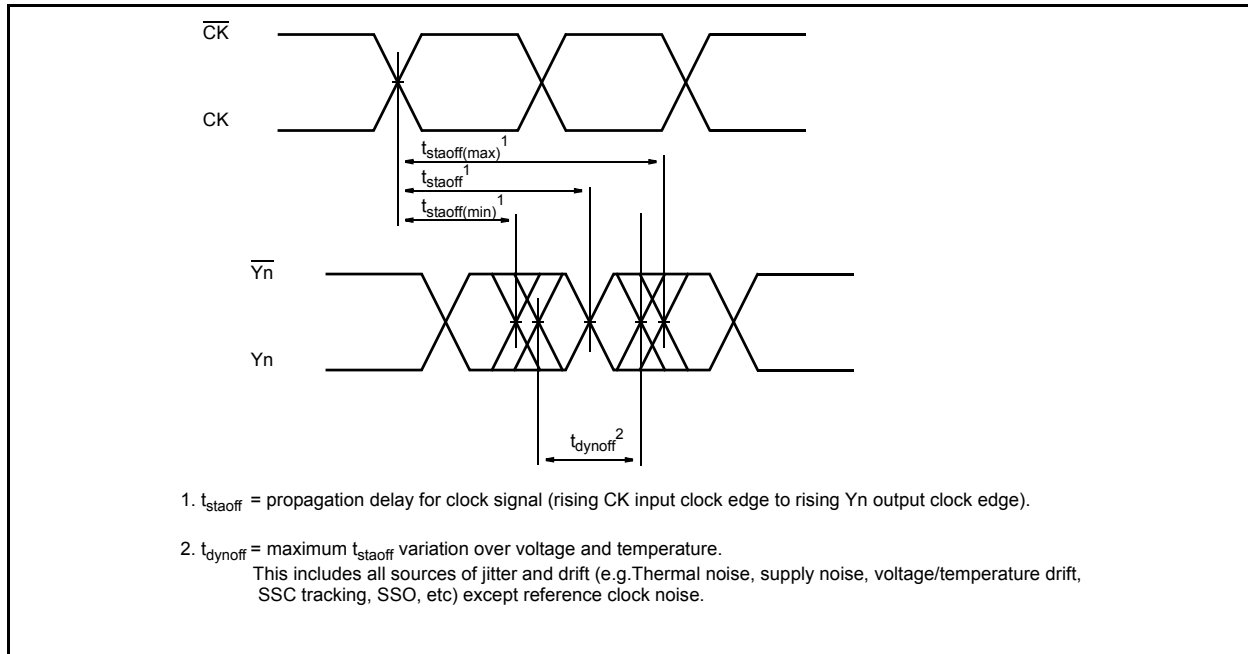 C̅K̅
CK
tstaoff(max)1
tstaoff1
tstaoff(min)1
Y̅n̅
Yn
tdynoff2
1. tstaoff = propagation delay for clock signal (rising CK input clock edge to rising Yn output clock edge).
2. tdynoff = maximum tstaoff variation over voltage and temperature.
This includes all sources of jitter and drift (e.g.Thermal noise, supply noise, voltage/temperature drift,
SSC tracking, SSO, etc) except reference clock noise.